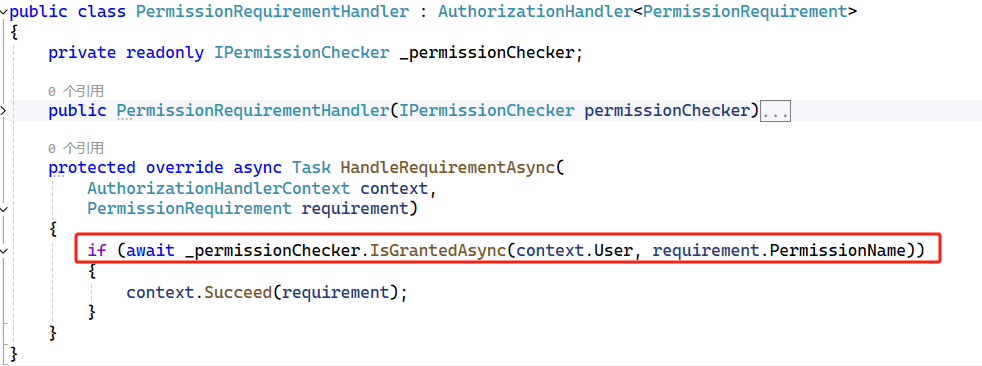 public class PermissionRequirementHandler : AuthorizationHandler<PermissionRequirement>
{
private readonly IPermissionChecker _permissionChecker;
0 个引用
public PermissionRequirementHandler(IPermissionChecker permissionChecker)...
0 个引用
protected override async Task HandleRequirementAsync(
AuthorizationHandlerContext context,
PermissionRequirement requirement)
{
if (await _permissionChecker.IsGrantedAsync(context.User, requirement.PermissionName))
{
context.Succeed(requirement);
}
}
}